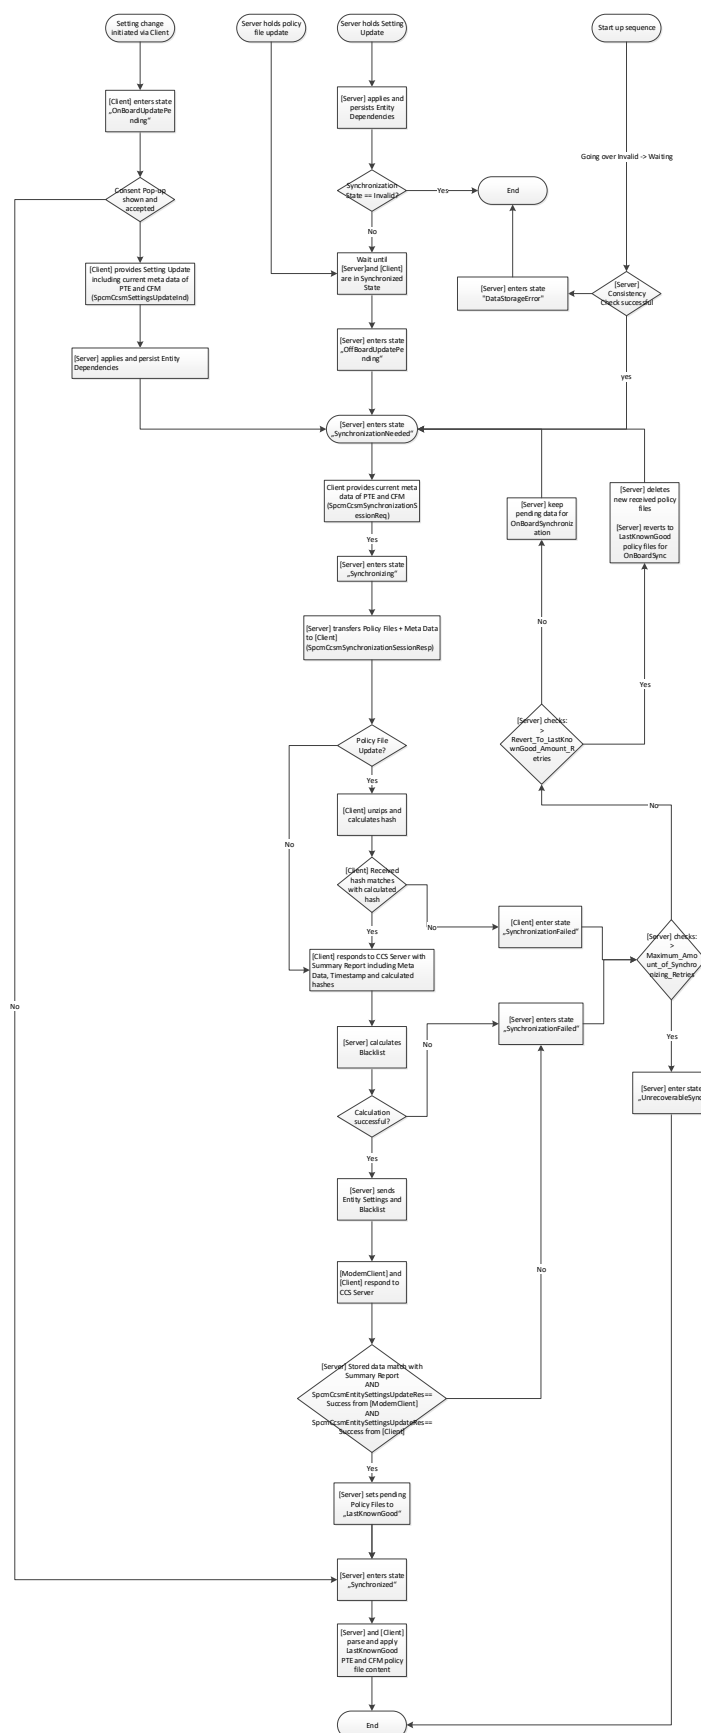 Setting change
initiated via Client
Server holds policy
file update
Server holds Setting
Update
Start up sequence
[Client] enters state
„OnBoardUpdatePe
nding“
[Server] applies and
persists Entity
Dependencies
Going over Invalid -> Waiting
Consent Pop-up
shown and
accepted
Synchronization
State == Invalid?
Yes
End
No
[Client] provides Setting Update
including current meta data of
PTE and CFM
(SpcmCcsmSettingsUpdateInd)
Wait until
[Server]and [Client]
are in Synchronized
State
[Server] enters state
"DataStorageError"
[Server]
Consistency
Check successful
[Server] applies and persist Entity
Dependencies
[Server] enters state
„OffBoardUpdatePe
nding“
yes
[Server] enters state
„SynchronizationNeeded“
Client provides current meta
data of PTE and CFM
(SpcmCcsmSynchronizationS
essionReq)
[Server] keep
pending data for
OnBoardSynchroniz
ation
[Server] deletes
new received policy
files
[Server] reverts to
LastKnownGood
policy files for
OnBoardSync
Yes
[Server] enters state
„Synchronizing“
[Server] transfers Policy Files + Meta Data
to [Client]
(SpcmCcsmSynchronizationSessionResp)
No
Yes
Policy File
Update?
[Server] checks:
>
Revert_To_LastKno
wnGood_Amount_R
etries
Yes
No
[Client] unzips and
calculates hash
No
[Client] Received
hash matches
with calculated
hash
No
Yes
[Client] enter state
„SynchronizationFailed“
[Server] checks:
>
Maximum_Amo
unt_of_Synchro
nizing_Retries
[Client] responds to CCS Server with
Summary Report including Meta
Data, Timestamp and calculated
hashes
No
[Server] calculates
Blacklist
No
[Server] enters state
„SynchronizationFailed“
Yes
Calculation
successful?
[Server] enter state
„UnrecoverableSync
Yes
[Server] sends
Entity Settings and
Blacklist
[ModemClient] and
[Client] respond to
CCS Server
No
[Server] Stored data match with
Summary Report
AND
SpcmCcsmEntitySettingsUpdateRes==
Success from [ModemClient]
AND
SpcmCcsmEntitySettingsUpdateRes==
Success from [Client]
Yes
[Server] sets pending
Policy Files to
„LastKnownGood“
[Server] enters state
„Synchronized“
[Server] and [Client]
parse and apply
LastKnownGood
PTE and CFM policy
file content
End